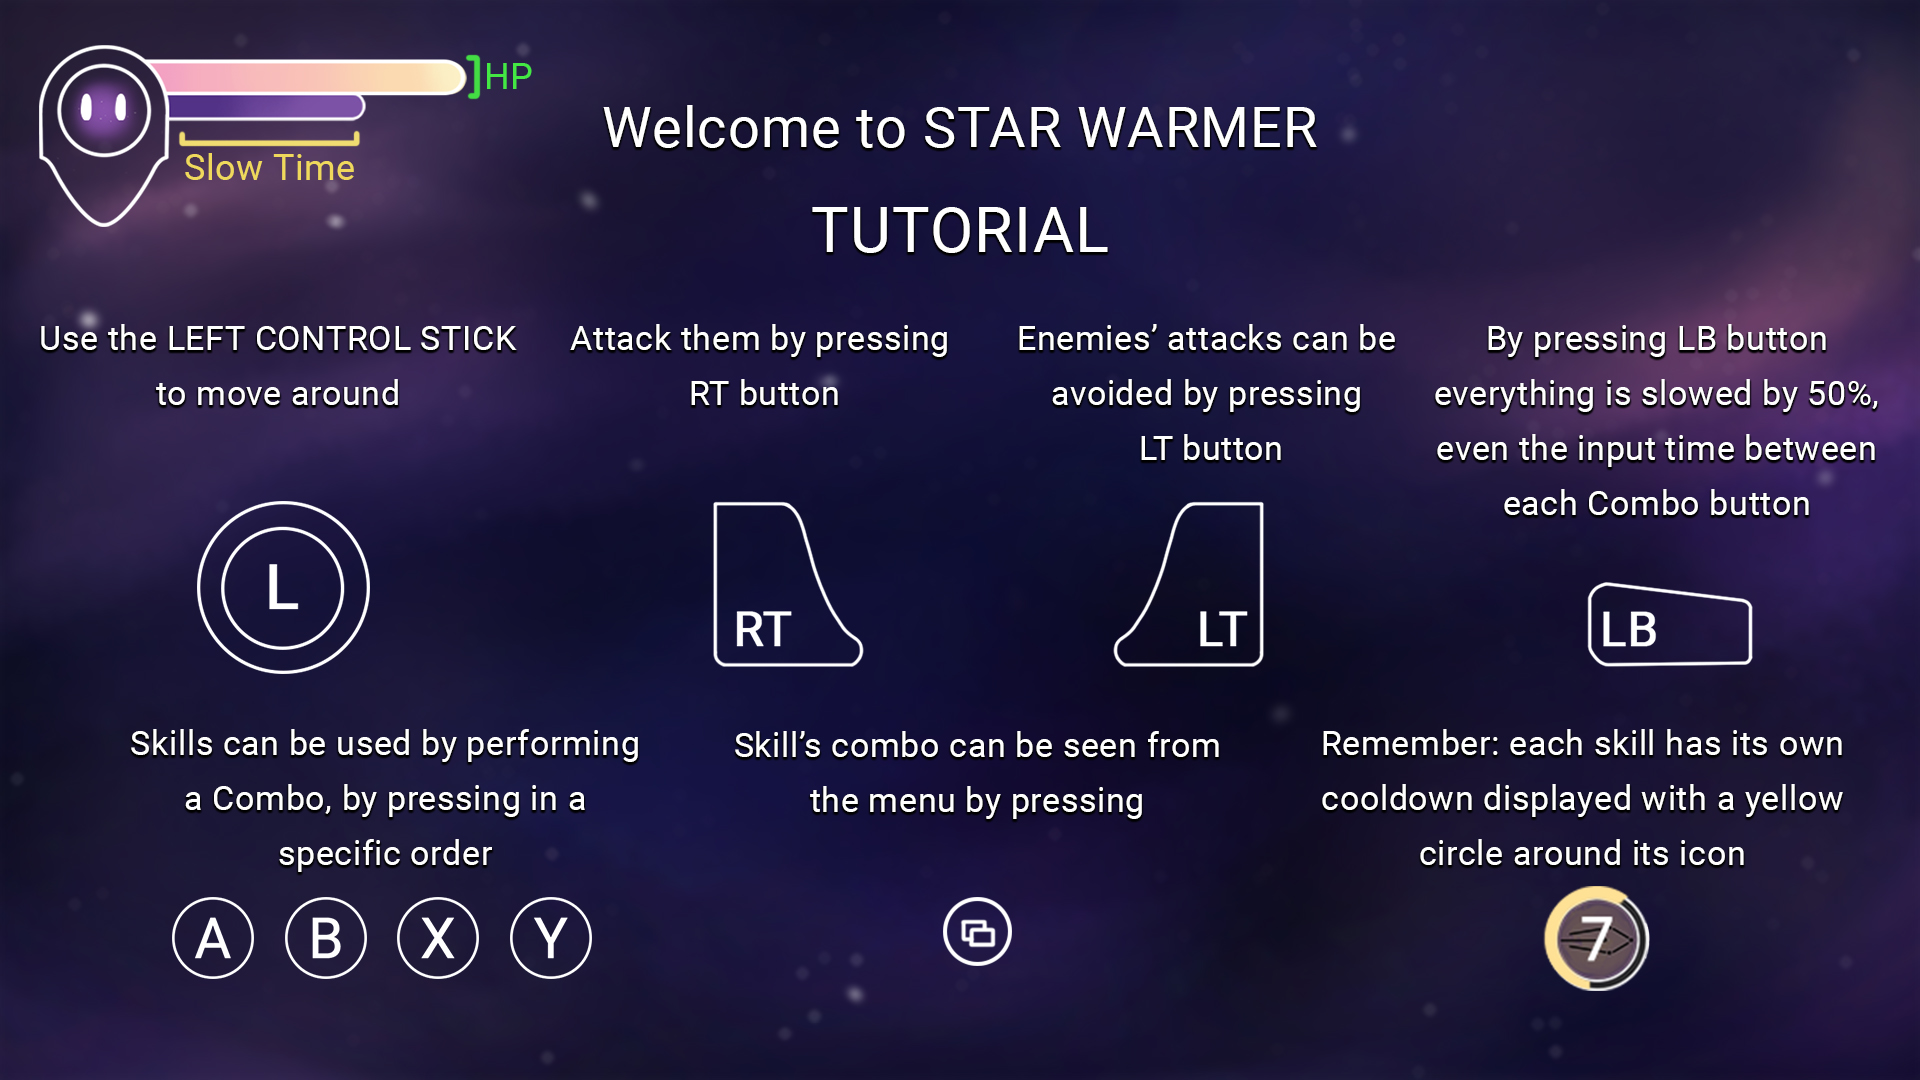 HP
Slow Time
Welcome to STAR WARMER
TUTORIAL
Use the LEFT CONTROL STICK
to move around
Attack them by pressing
RT button
Enemies’ attacks can be
avoided by pressing
LT button
By pressing LB button
everything is slowed by 50%,
even the input time between
each Combo button
L
RT
LT
LB
Skills can be used by performing
a Combo, by pressing in a
specific order
A B X Y
Skill’s combo can be seen from
the menu by pressing
Remember: each skill has its own
cooldown displayed with a yellow
circle around its icon
7